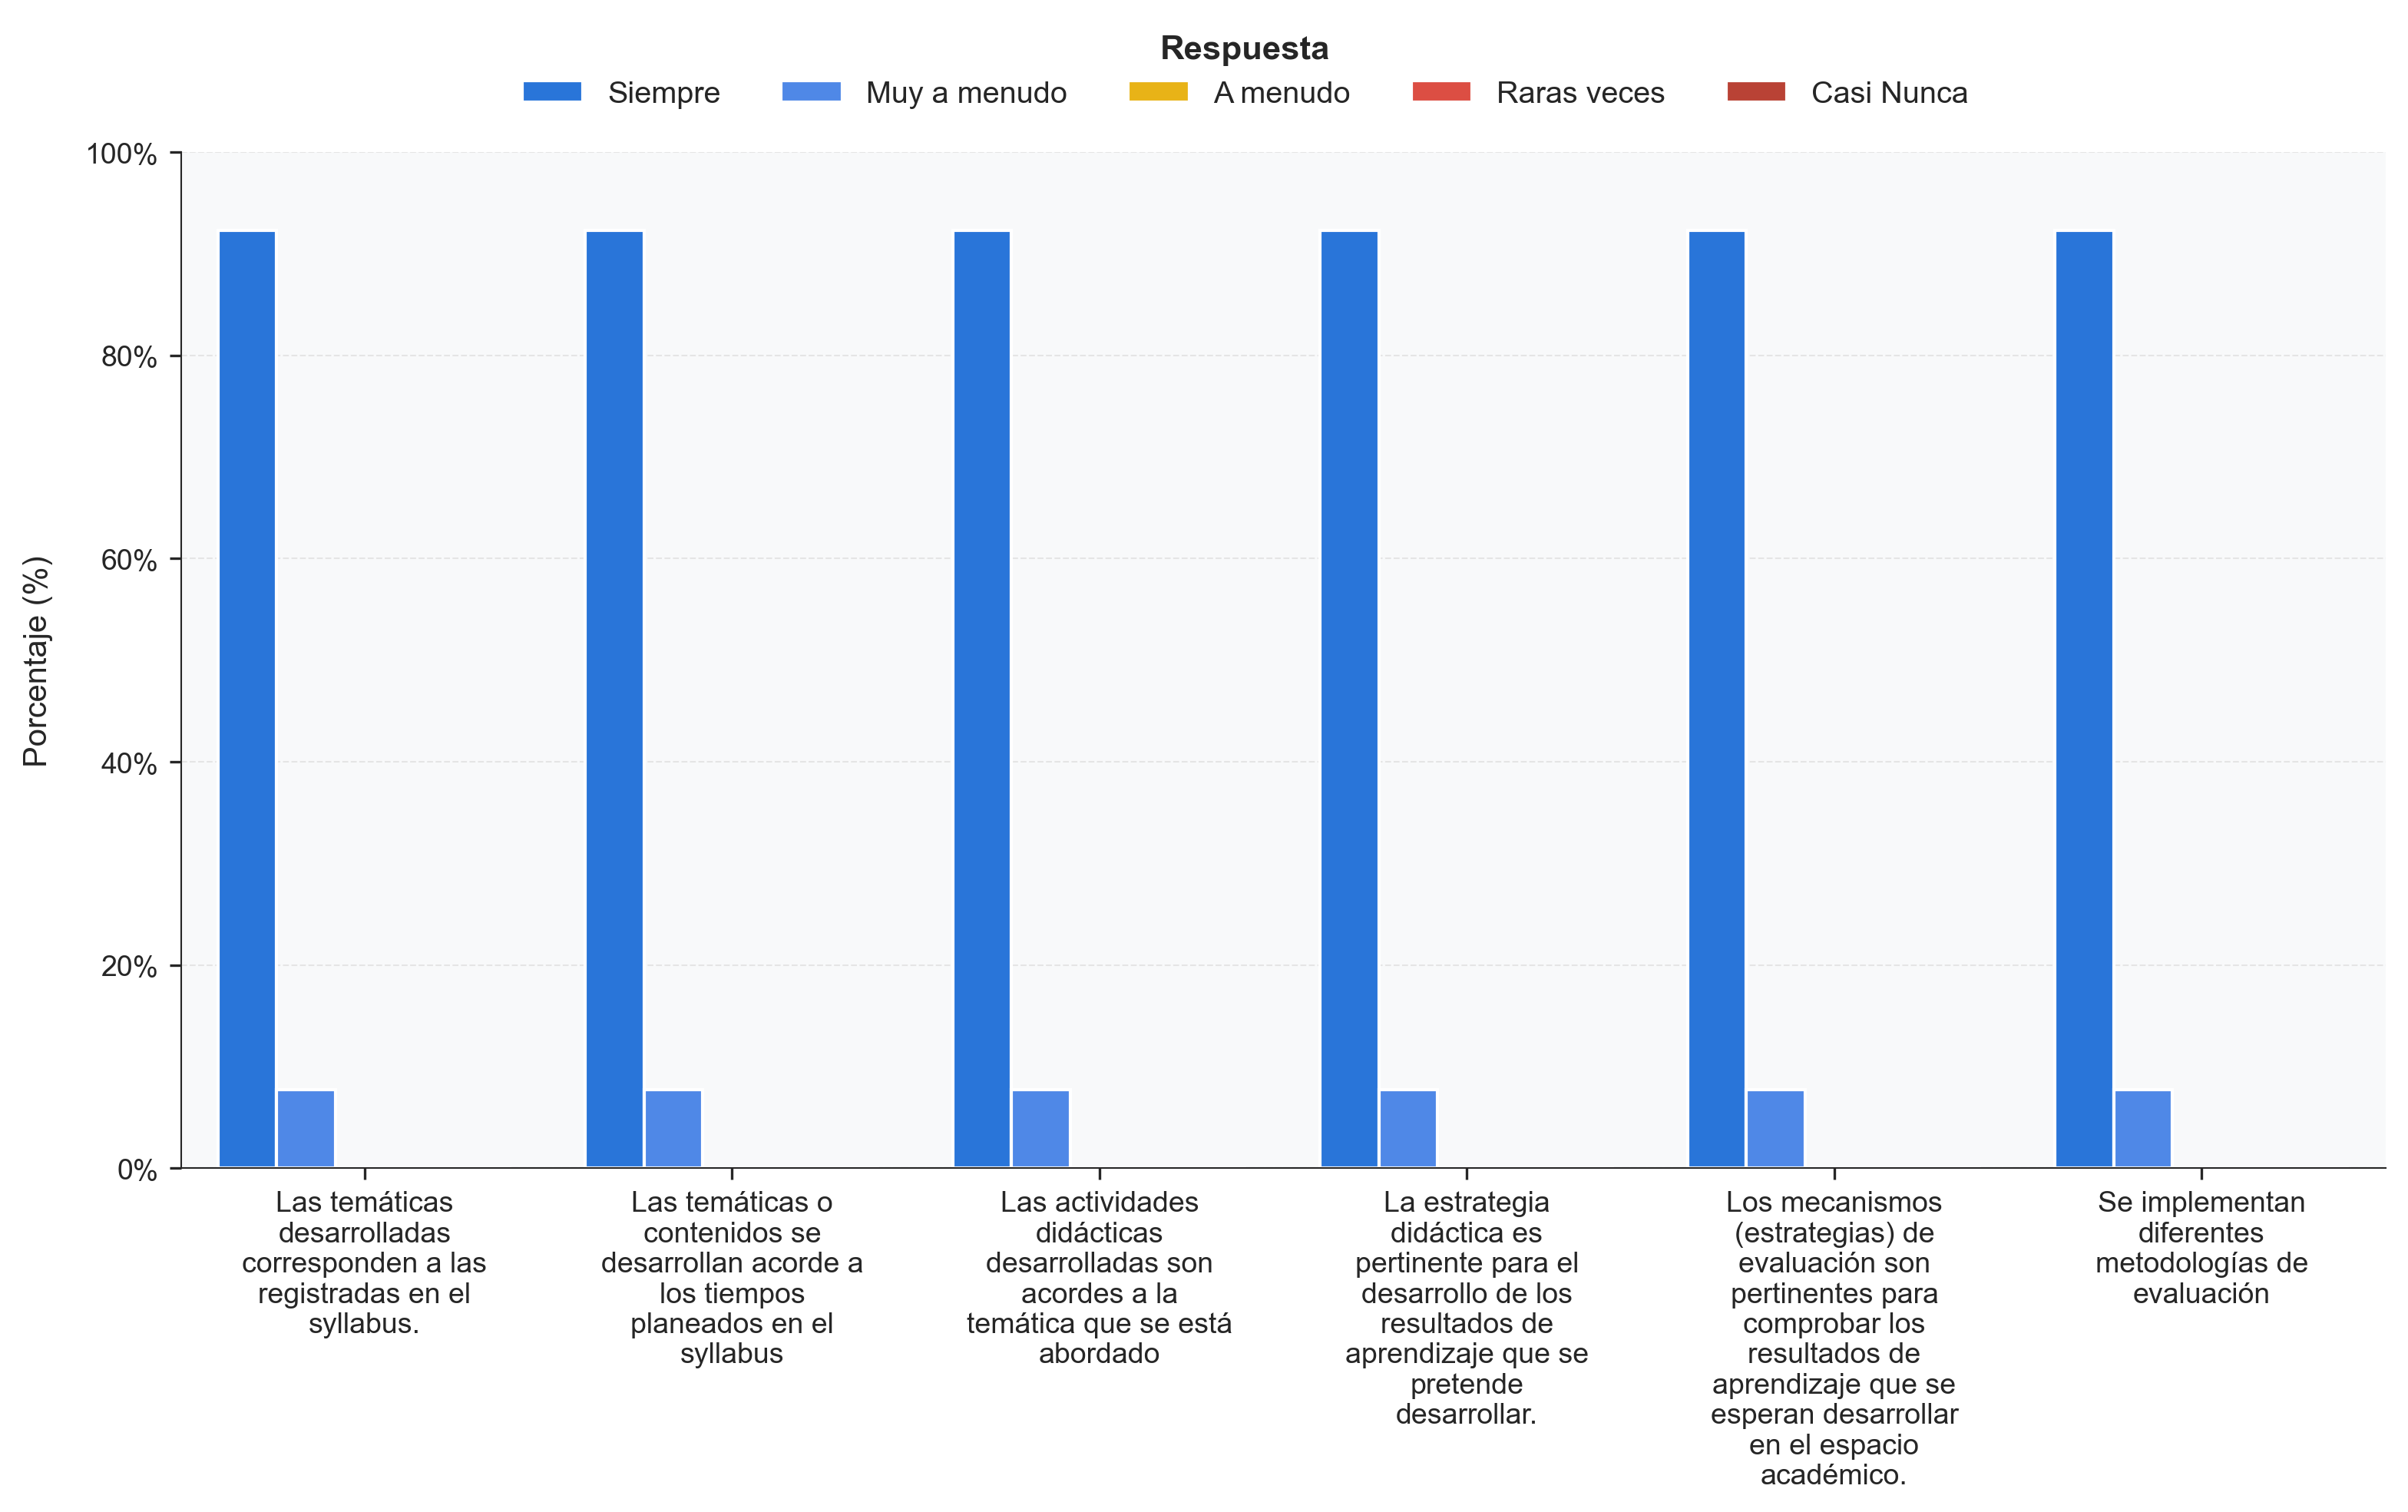 Respuesta
Siempre
Muy a menudo
A menudo
Raras veces
Casi Nunca
Porcentaje (%)
100%
80%
60%
40%
20%
0%
Las temáticas
desarrolladas
corresponden a las
registradas en el
syllabus.
Las temáticas o
contenidos se
desarrollan acorde a
los tiempos
planeados en el
syllabus
Las actividades
didácticas
desarrolladas son
acordes a la
temática que se está
abordado
La estrategia
didáctica es
pertinente para el
desarrollo de los
resultados de
aprendizaje que se
pretende
desarrollar.
Los mecanismos
(estrategias) de
evaluación son
pertinentes para
comprobar los
resultados de
aprendizaje que se
esperan desarrollar
en el espacio
académico.
Se implementan
diferentes
metodologías de
evaluación